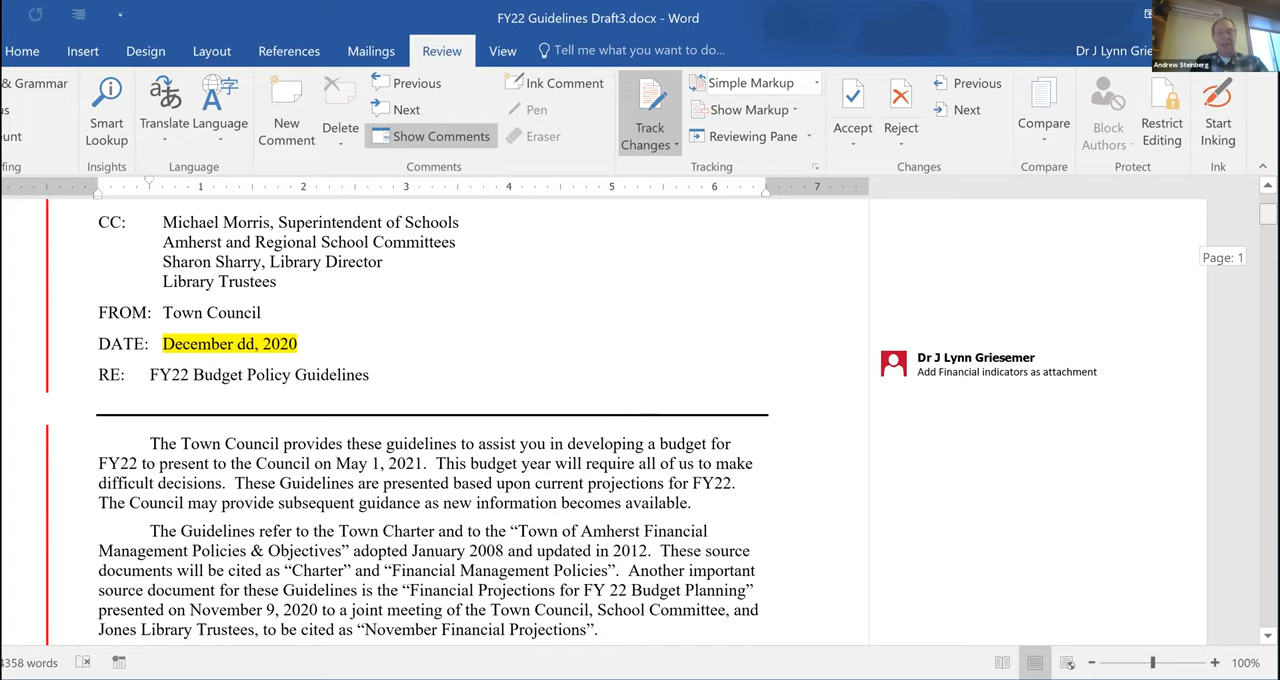 FY22 Guidelines Draft3.docx - Word
Andrew Steinberg
Home Insert Design Layout References Mailings Review View Tell me what you want to do... Dr J Lynn Grie
& Grammar
Smart Lookup
Insights
Translate Language
Language
New Comment
Delete
Previous
Next
Show Comments
Ink Comment
Pen
Eraser
Comments
Track Changes
Simple Markup
Show Markup
Reviewing Pane
Tracking
Accept
Reject
Previous
Next
Changes
Compare
Compare
Block Authors
Restrict Editing
Protect
Start Inking
Ink
1 2 3 4 5 6 7
CC: Michael Morris, Superintendent of Schools
Amherst and Regional School Committees
Sharon Sharry, Library Director
Library Trustees
FROM: Town Council
DATE: December dd, 2020
RE: FY22 Budget Policy Guidelines
Page: 1
Dr J Lynn Griesemer
Add Financial indicators as attachment
The Town Council provides these guidelines to assist you in developing a budget for
FY22 to present to the Council on May 1, 2021. This budget year will require all of us to make
difficult decisions. These Guidelines are presented based upon current projections for FY22.
The Council may provide subsequent guidance as new information becomes available.
The Guidelines refer to the Town Charter and to the “Town of Amherst Financial
Management Policies & Objectives” adopted January 2008 and updated in 2012. These source
documents will be cited as “Charter” and “Financial Management Policies”. Another important
source document for these Guidelines is the “Financial Projections for FY 22 Budget Planning”
presented on November 9, 2020 to a joint meeting of the Town Council, School Committee, and
Jones Library Trustees, to be cited as “November Financial Projections”.
4358 words
100%